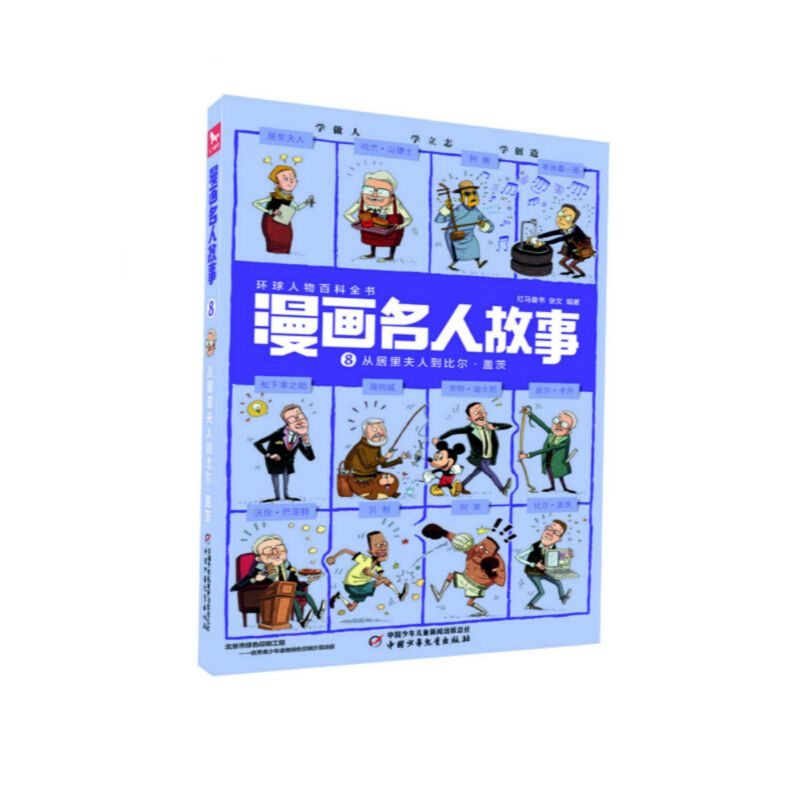 学做人 学立志 学创造
居里夫人 哈兰·山德士 阿炳 本田宗一郎
环球人物百科全书
红马童书 张文 编著
漫画名人故事
8 从居里夫人到比尔·盖茨
松下幸之助 海明威 华特·迪士尼 皮尔·卡丹
沃伦·巴菲特 贝利 阿里 比尔·盖茨
北京市绿色印刷工程
——优秀青少年读物绿色印刷示范项目
中国少年儿童新闻出版总社
中国少年儿童出版社
漫画名人故事
8
从居里夫人到比尔·盖茨